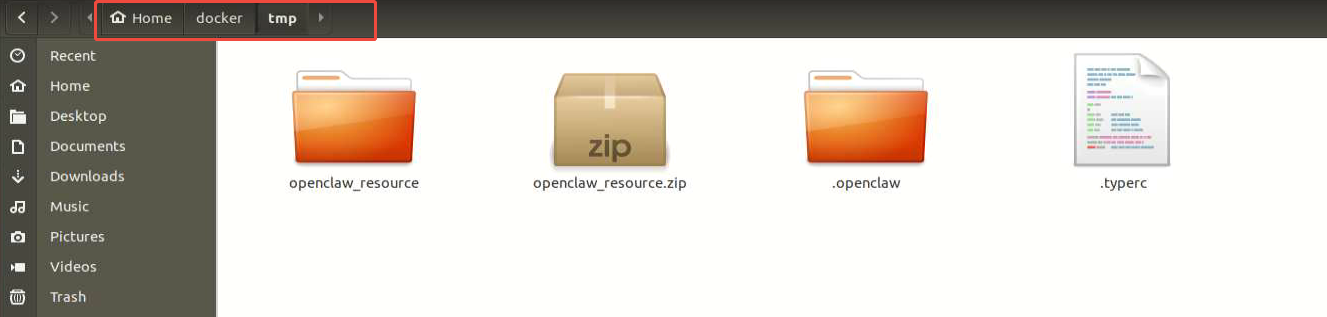 Home docker tmp
Recent
Home
Desktop
Documents
Downloads
Music
Pictures
Videos
Trash
zip
openclaw_resource openclaw_resource.zip .openclaw .typerc